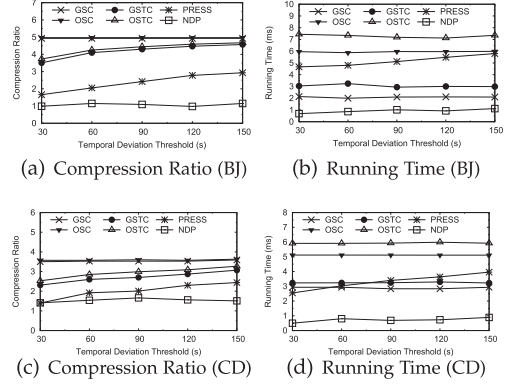 7
6
5
4
3
2
1
0
Compression Ratio
GSC GSTC PRESS
OSC OSTC NDP
30 60 90 120 150
Temporal Deviation Threshold (s)
(a) Compression Ratio (BJ)
10
9
8
7
6
5
4
3
2
1
0
Running Time (ms)
GSC GSTC PRESS
OSC OSTC NDP
30 60 90 120 150
Temporal Deviation Threshold (s)
(b) Running Time (BJ)
6
5
4
3
2
1
0
Compression Ratio
GSC GSTC PRESS
OSC OSTC NDP
30 60 90 120 150
Temporal Deviation Threshold (s)
(c) Compression Ratio (CD)
8
7
6
5
4
3
2
1
0
Running Time (ms)
GSC GSTC PRESS
OSC OSTC NDP
30 60 90 120 150
Temporal Deviation Threshold (s)
(d) Running Time (CD)